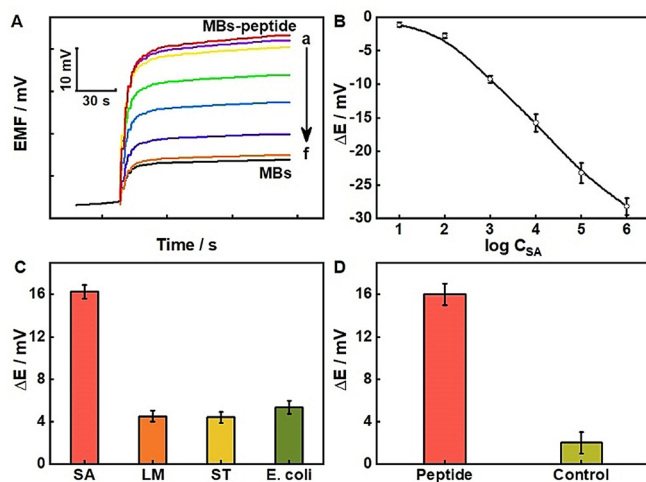 A
MBs-peptide
a
10 mV
30 s
f
MBs
EMF / mV
Time / s
B
0
-5
-10
-15
-20
-25
-30
ΔE / mV
1 2 3 4 5 6
log C_SA
C
16
12
8
4
0
ΔE / mV
SA LM ST E. coli
D
16
12
8
4
0
ΔE / mV
Peptide Control